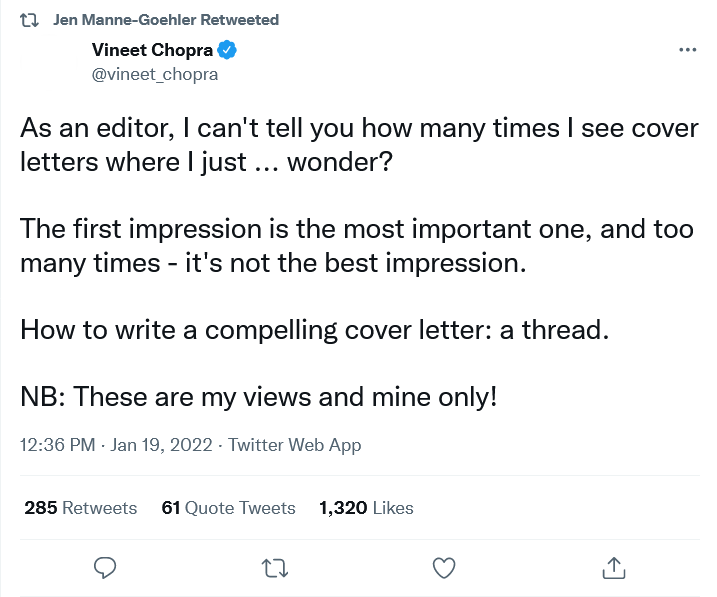 Jen Manne-Goehler Retweeted
Vineet Chopra
@vineet_chopra
As an editor, I can't tell you how many times I see cover
letters where I just ... wonder?
The first impression is the most important one, and too
many times - it's not the best impression.
How to write a compelling cover letter: a thread.
NB: These are my views and mine only!
12:36 PM · Jan 19, 2022 · Twitter Web App
285 Retweets 61 Quote Tweets 1,320 Likes